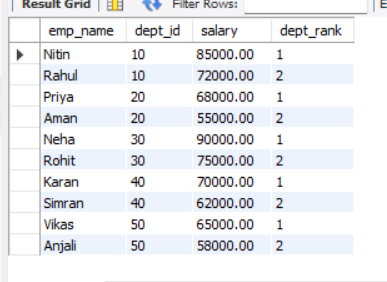 Result Grid Filter Rows: E
emp_name dept_id salary dept_rank
Nitin 10 85000.00 1
Rahul 10 72000.00 2
Priya 20 68000.00 1
Aman 20 55000.00 2
Neha 30 90000.00 1
Rohit 30 75000.00 2
Karan 40 70000.00 1
Simran 40 62000.00 2
Vikas 50 65000.00 1
Anjali 50 58000.00 2